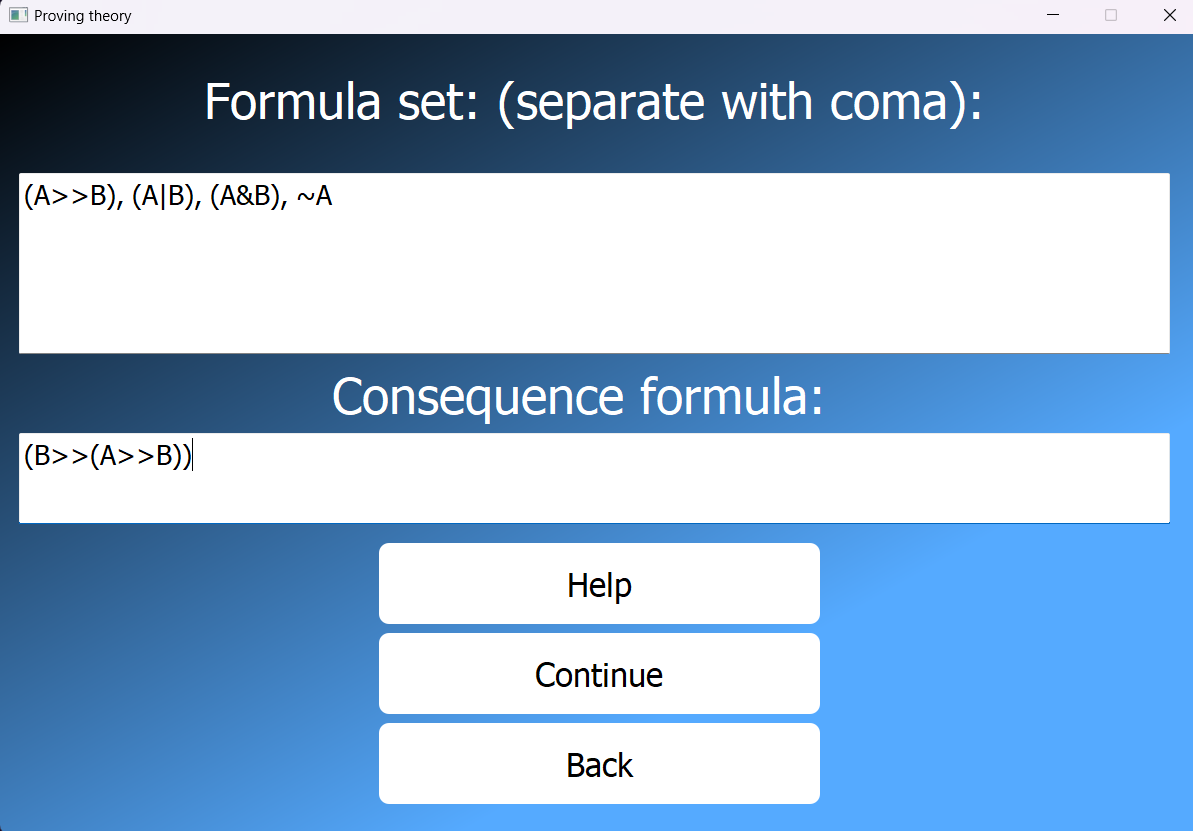 Proving theory
Formula set: (separate with coma):
(A>>B), (A|B), (A&B), ~A
Consequence formula:
(B>>(A>>B))
Help
Continue
Back